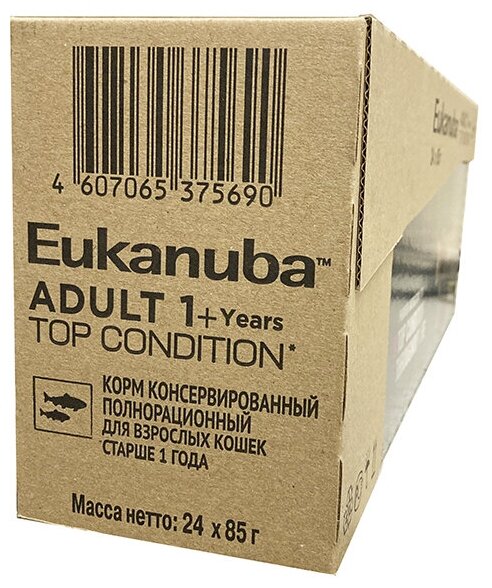 4 607065 375690
Eukanuba™
ADULT 1+ Years
TOP CONDITION*
КОРМ КОНСЕРВИРОВАННЫЙ
ПОЛНОРАЦИОННЫЙ
ДЛЯ ВЗРОСЛЫХ КОШЕК
СТАРШЕ 1 ГОДА
Масса нетто: 24 x 85 г
Eukanuba